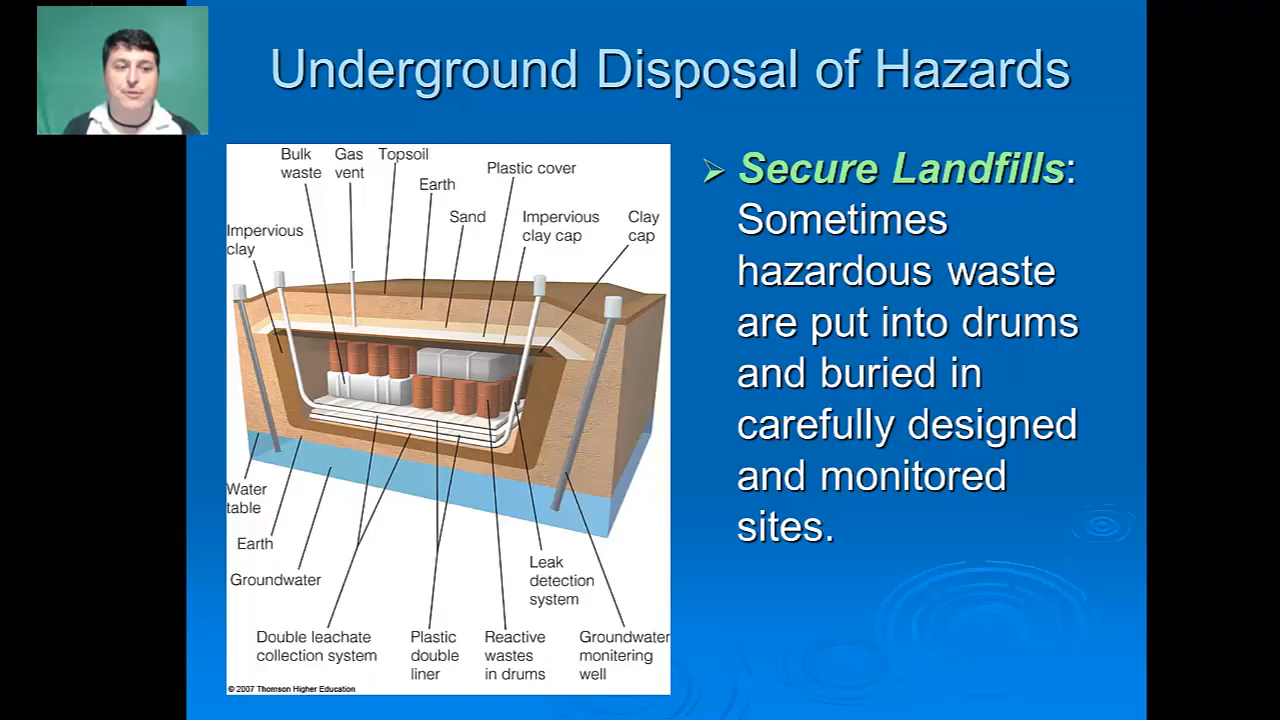 Underground Disposal of Hazards
Bulk
waste
Gas
vent
Topsoil
Earth
Plastic cover
Sand
Impervious
clay cap
Clay
cap
Impervious
clay
Water
table
Earth
Groundwater
Double leachate
collection system
Plastic
double
liner
Reactive
wastes
in drums
Leak
detection
system
Groundwater
monitering
well
© 2007 Thomson Higher Education
Secure Landfills:
Sometimes
hazardous waste
are put into drums
and buried in
carefully designed
and monitored
sites.